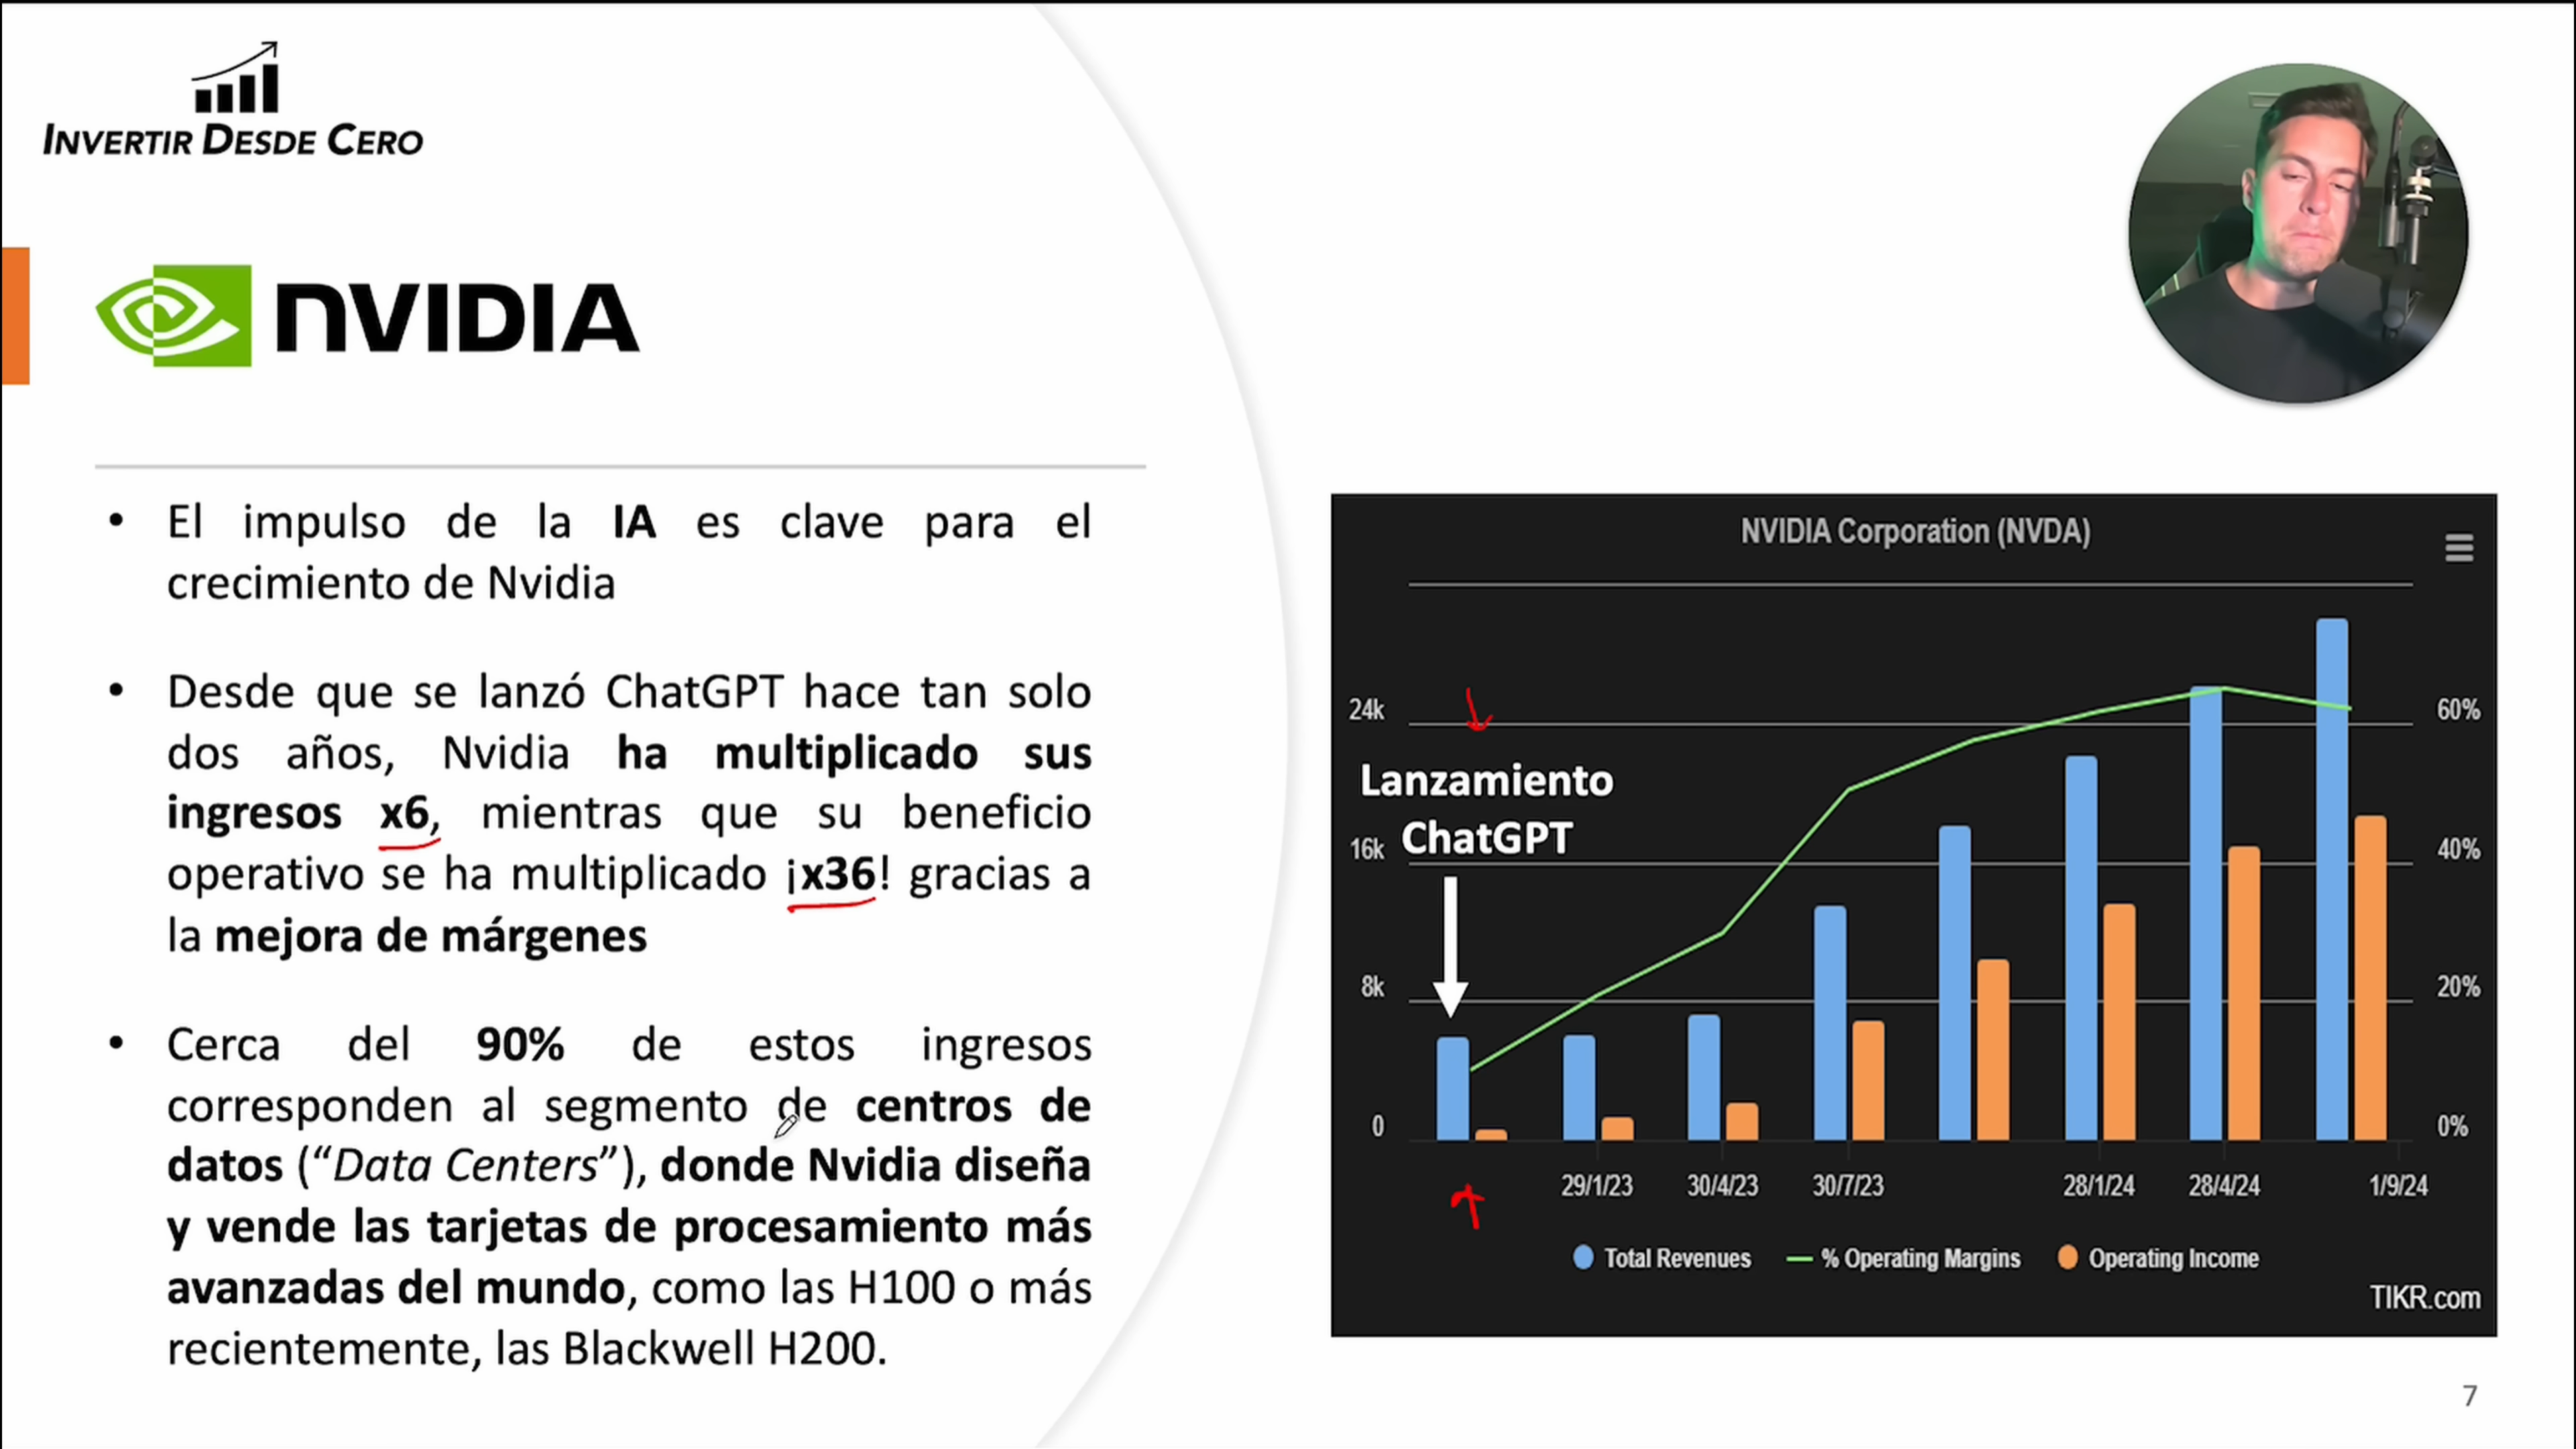 INVERTIR DESDE CERO
NVIDIA
• El impulso de la IA es clave para el
crecimiento de Nvidia
• Desde que se lanzó ChatGPT hace tan solo
dos años, Nvidia ha multiplicado sus
ingresos x6, mientras que su beneficio
operativo se ha multiplicado ¡x36! gracias a
la mejora de márgenes
• Cerca del 90% de estos ingresos
corresponden al segmento de centros de
datos (“Data Centers”), donde Nvidia diseña
y vende las tarjetas de procesamiento más
avanzadas del mundo, como las H100 o más
recientemente, las Blackwell H200.
NVIDIA Corporation (NVDA)
24k 60%
Lanzamiento
ChatGPT
16k 40%
8k 20%
0 0%
29/1/23 30/4/23 30/7/23 28/1/24 28/4/24 1/9/24
Total Revenues % Operating Margins Operating Income
TIKR.com
7